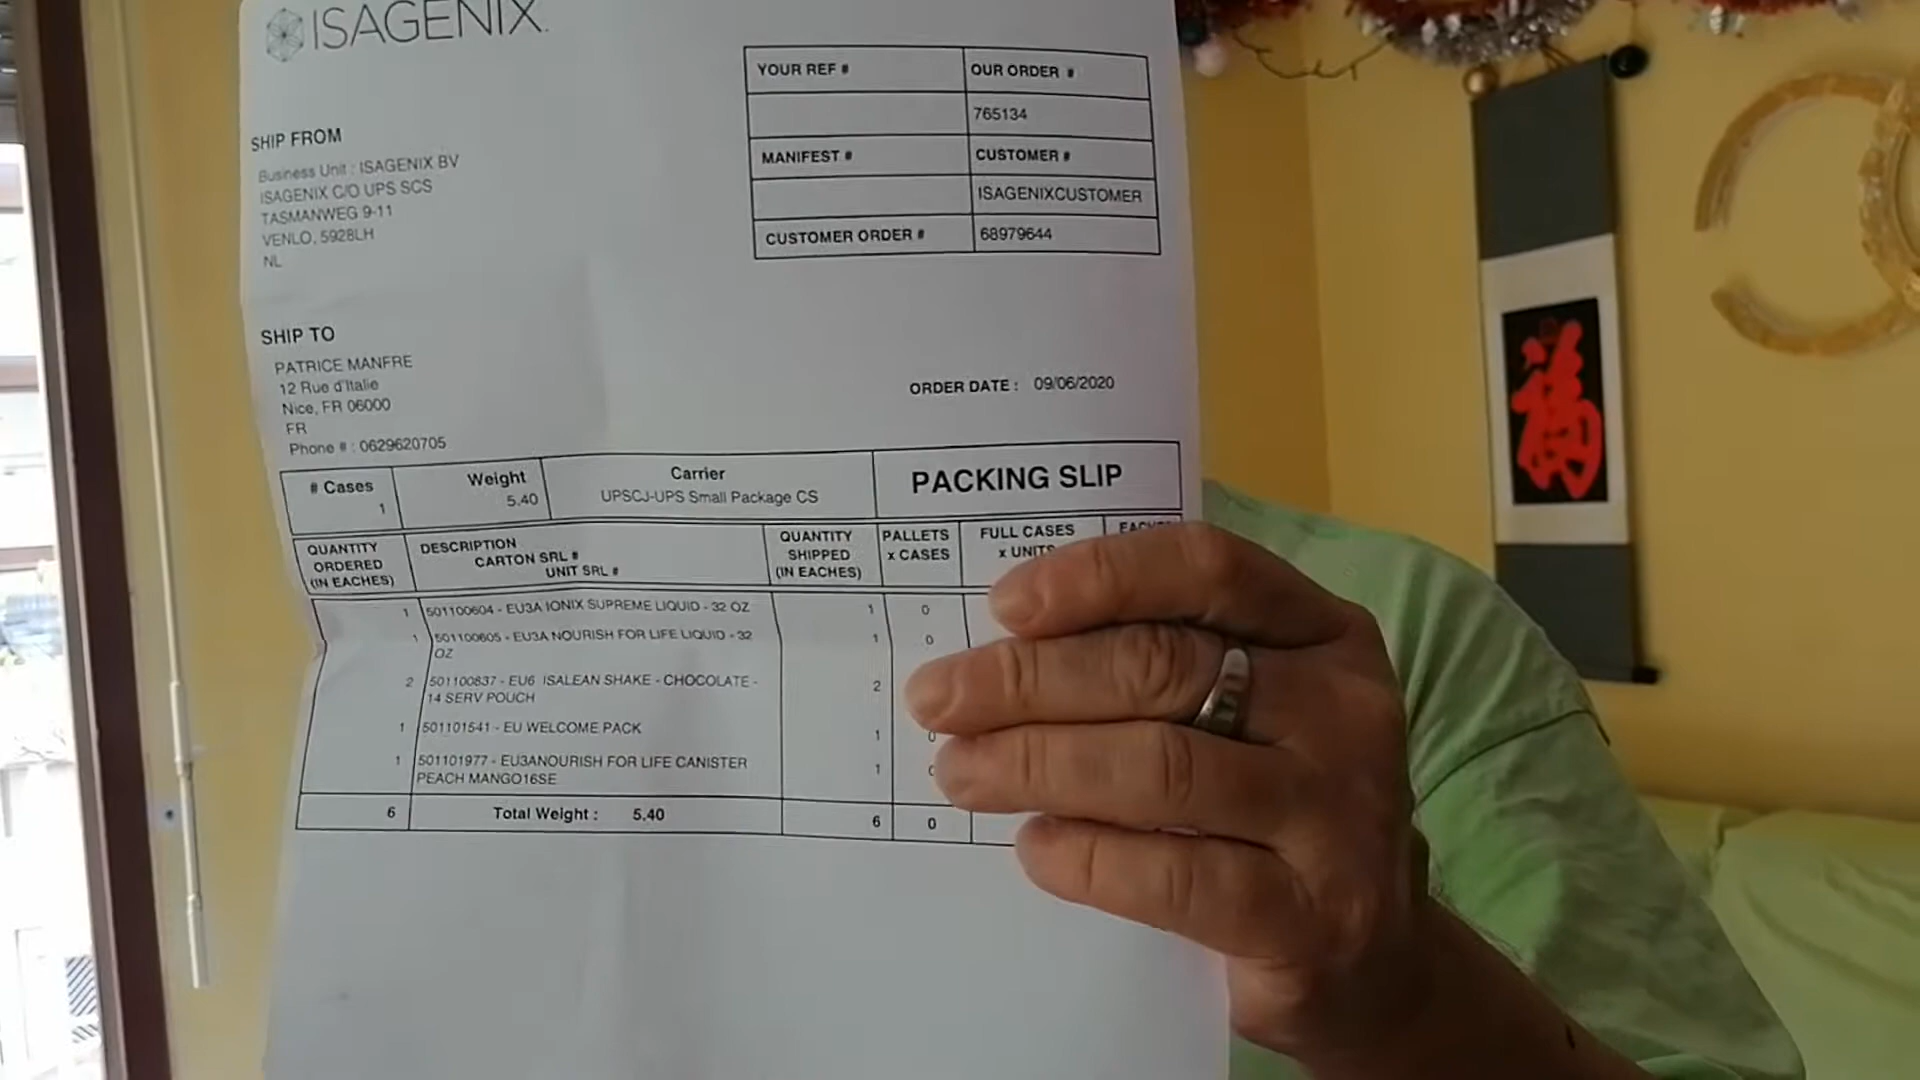 ISAGENIX
YOUR REF # OUR ORDER #
765134
MANIFEST # CUSTOMER #
ISAGENIXCUSTOMER
CUSTOMER ORDER # 68979644
SHIP FROM
Business Unit : ISAGENIX BV
ISAGENIX C/O UPS SCS
TASMANWEG 9-11
VENLO, 5928LH
NL
SHIP TO
PATRICE MANFRE
12 Rue d'Italie
Nice, FR 06000
FR
Phone # : 0629620705
ORDER DATE : 09/06/2020
# Cases Weight Carrier PACKING SLIP
1 5.40 UPSCJ-UPS Small Package CS
QUANTITY DESCRIPTION QUANTITY PALLETS FULL CASES
ORDERED CARTON SRL # SHIPPED x CASES x UNITS
(IN EACHES) UNIT SRL # (IN EACHES)
1 501100604 - EU3A IONIX SUPREME LIQUID - 32 OZ 1 0
1 501100605 - EU3A NOURISH FOR LIFE LIQUID - 32 1 0
OZ
2 501100837 - EU6 ISALEAN SHAKE - CHOCOLATE - 2
14 SERV POUCH
1 501101541 - EU WELCOME PACK 1 0
1 501101977 - EU3ANOURISH FOR LIFE CANISTER 1 0
PEACH MANGO16SE
6 Total Weight : 5.40 6 0
福